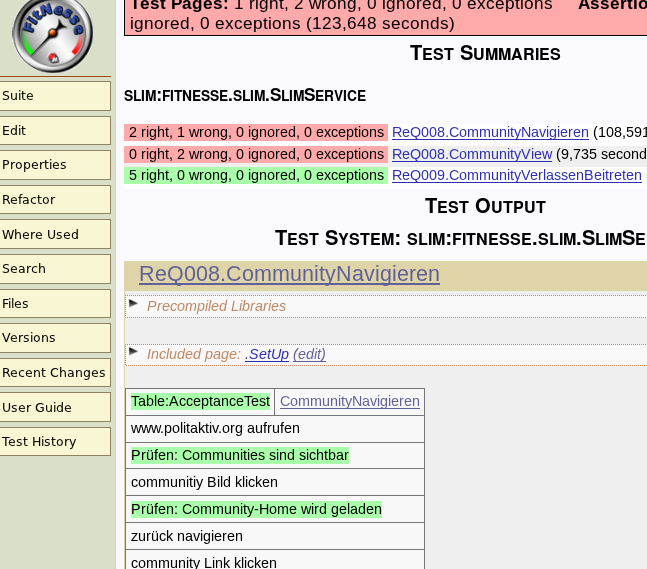 FitNesse
Test Pages: 1 right, 2 wrong, 0 ignored, 0 exceptions Assertio
ignored, 0 exceptions (123,648 seconds)
Test Summaries
slim:fitnesse.slim.SlimService
2 right, 1 wrong, 0 ignored, 0 exceptions ReQ008.CommunityNavigieren (108,591
0 right, 2 wrong, 0 ignored, 0 exceptions ReQ008.CommunityView (9,735 second
5 right, 0 wrong, 0 ignored, 0 exceptions ReQ009.CommunityVerlassenBeitreten
Test Output
Test System: slim:fitnesse.slim.SlimSe
Suite
Edit
Properties
Refactor
Where Used
Search
Files
Versions
Recent Changes
User Guide
Test History
ReQ008.CommunityNavigieren
Precompiled Libraries
Included page: .SetUp (edit)
Table:AcceptanceTest CommunityNavigieren
www.politaktiv.org aufrufen
Prüfen: Communities sind sichtbar
communitiy Bild klicken
Prüfen: Community-Home wird geladen
zurück navigieren
community Link klicken